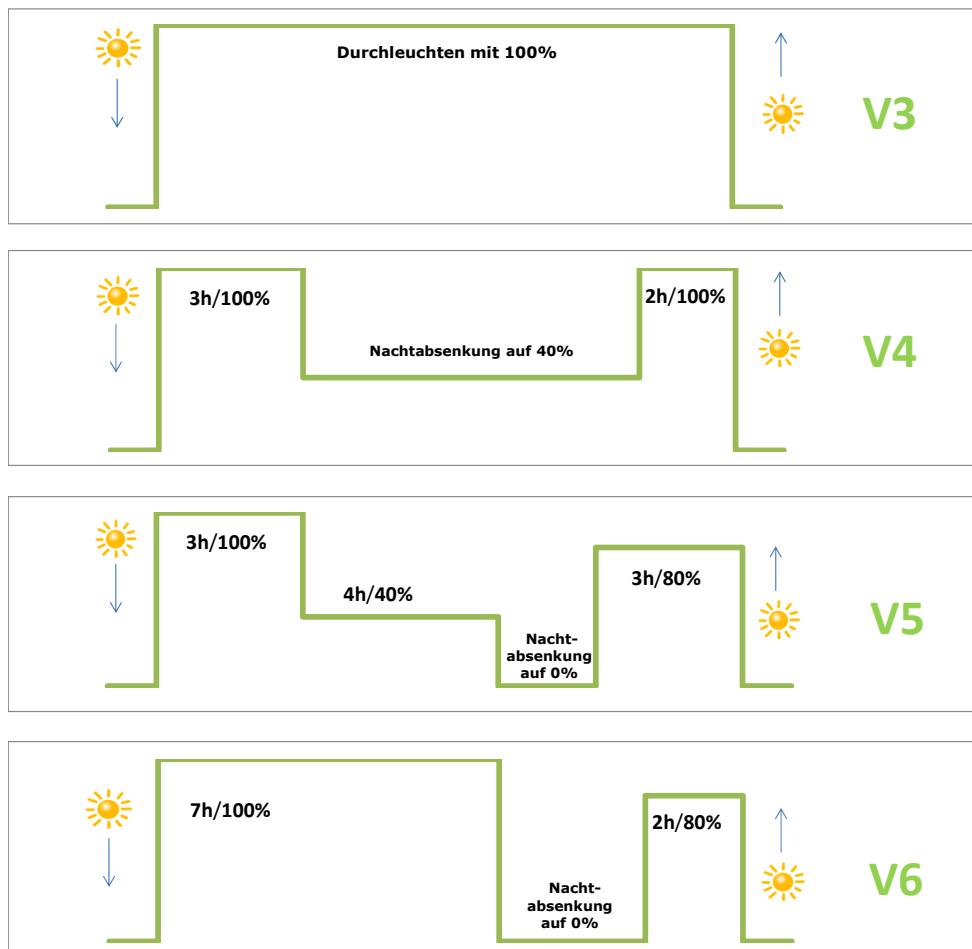 Durchleuchten mit 100%
V3
3h/100%
2h/100%
Nachtabsenkung auf 40%
V4
3h/100%
4h/40%
3h/80%
Nacht-
absenkung
auf 0%
V5
7h/100%
2h/80%
Nacht-
absenkung
auf 0%
V6